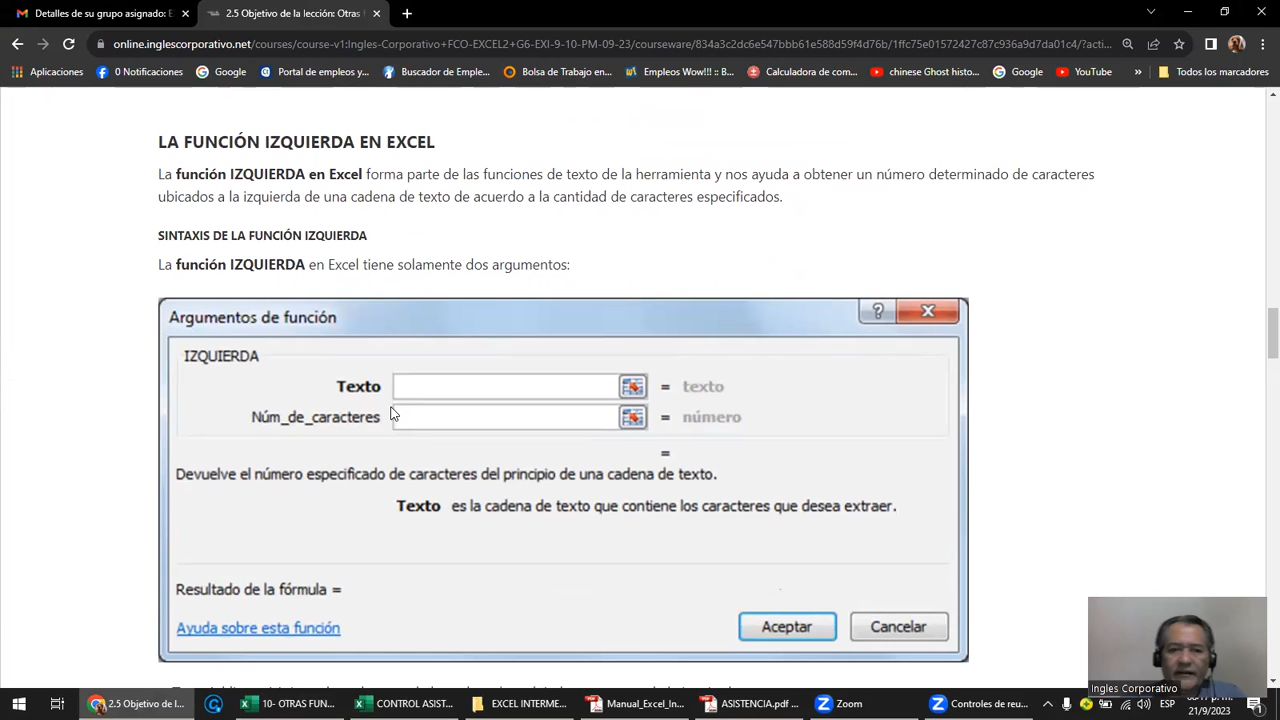 Detalles de su grupo asignado: E
2.5 Objetivo de la lección: Otras
online.inglescorporativo.net/courses/course-v1:Ingles-Corporativo+FCO-EXCEL2+G6-EXI-9-10-PM-09-23/courseware/834a3c2dc6e547bbb61e588d59f4d76b/1ffc75e01572427c87c936a9d7da01c4/?acti...
Aplicaciones
0 Notificaciones
Google
Portal de empleos y...
Buscador de Emple...
Bolsa de Trabajo en...
Empleos Wow!!! :: B...
Calculadora de com...
chinese Ghost histo...
Google
YouTube
»
Todos los marcadores
LA FUNCIÓN IZQUIERDA EN EXCEL
La función IZQUIERDA en Excel forma parte de las funciones de texto de la herramienta y nos ayuda a obtener un número determinado de caracteres
ubicados a la izquierda de una cadena de texto de acuerdo a la cantidad de caracteres especificados.
SINTAXIS DE LA FUNCIÓN IZQUIERDA
La función IZQUIERDA en Excel tiene solamente dos argumentos:
Argumentos de función
IZQUIERDA
Texto = texto
Núm_de_caracteres = número
=
Devuelve el número especificado de caracteres del principio de una cadena de texto.
Texto es la cadena de texto que contiene los caracteres que desea extraer.
Resultado de la fórmula =
Ayuda sobre esta función
Aceptar
Cancelar
Ingles Corporativo
2.5 Objetivo de la l...
10- OTRAS FUN...
CONTROL ASIST...
EXCEL INTERME...
Manual_Excel_In...
ASISTENCIA.pdf -...
Zoom
Controles de reu...
ESP
21/9/2023